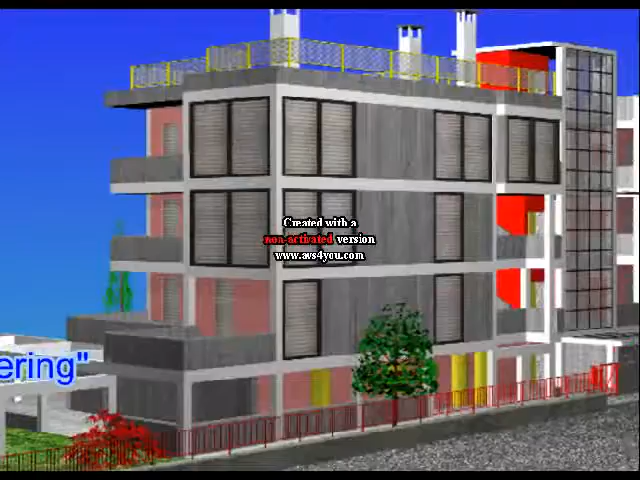 Created with a
non-activated version
www.avs4you.com
ering"